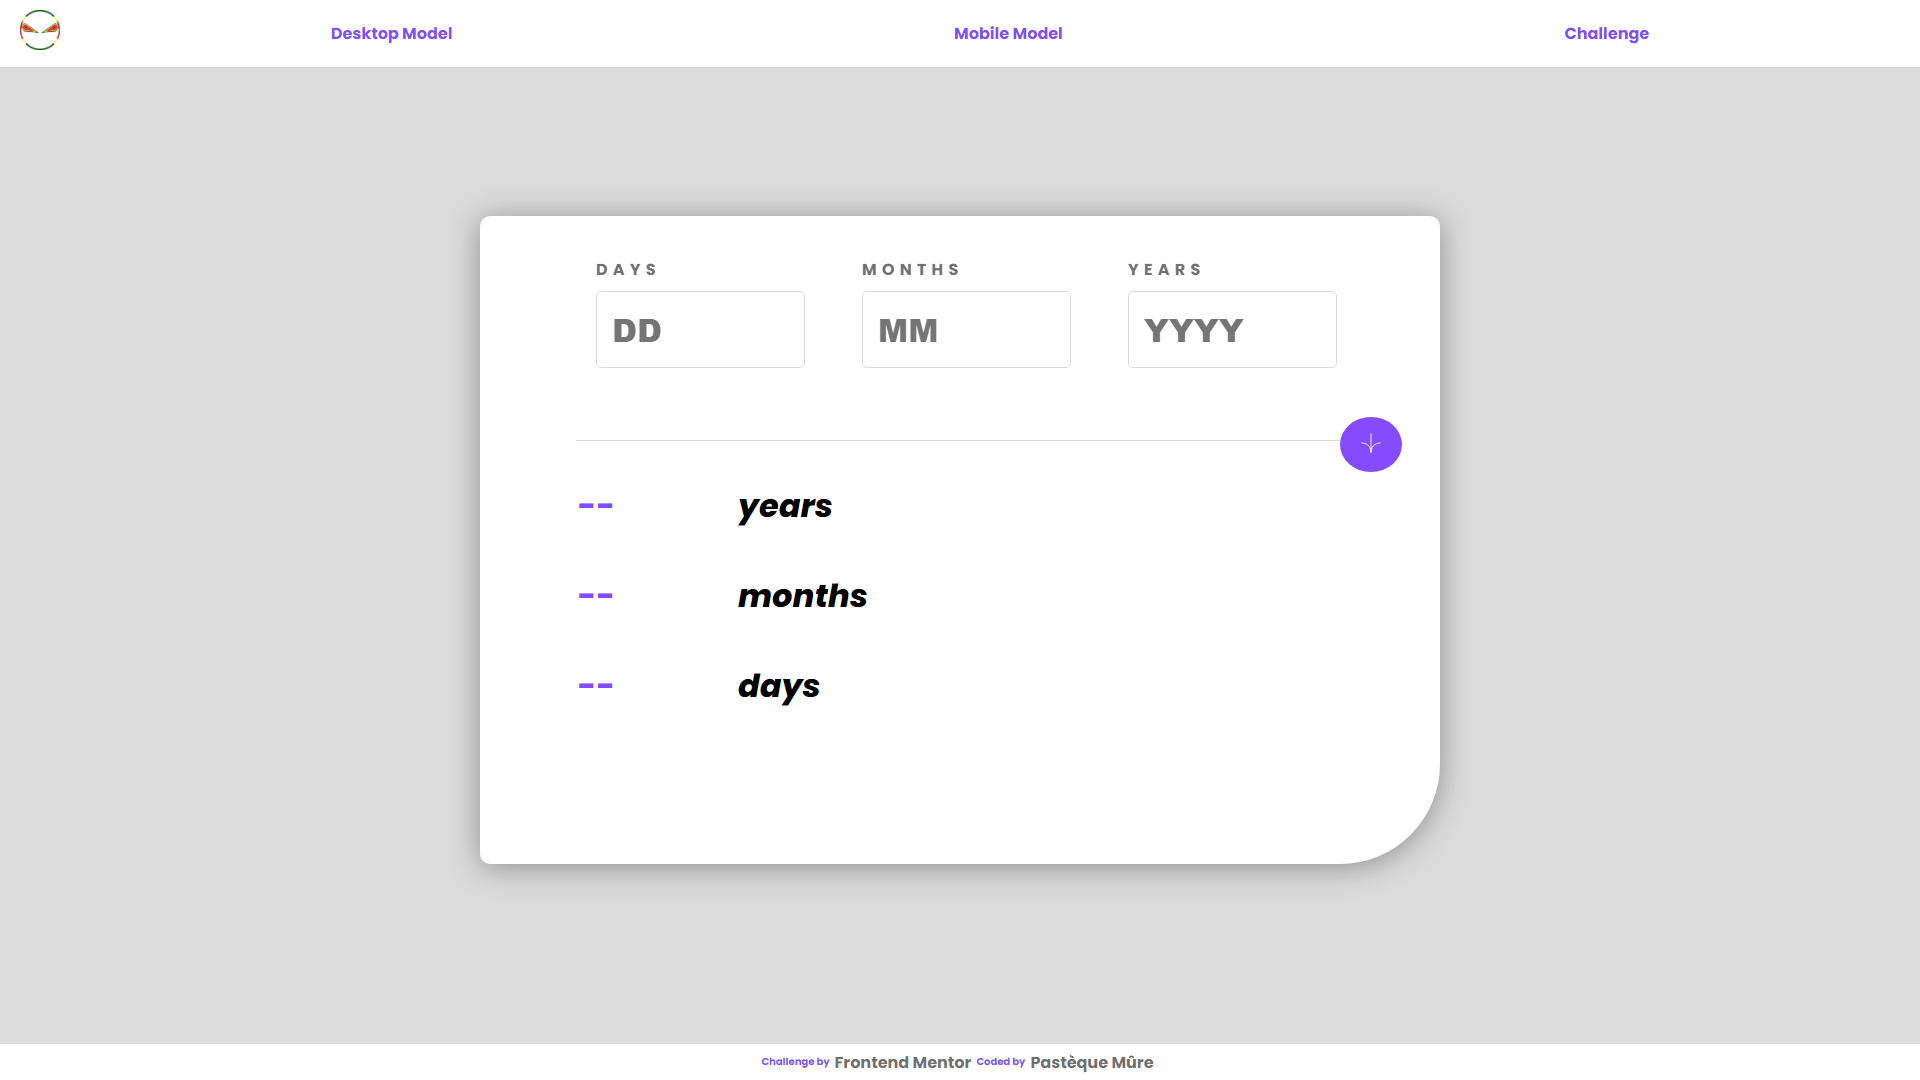 Desktop Model Mobile Model Challenge
DAYS MONTHS YEARS
DD MM YYYY
-- years
-- months
-- days
Challenge by Frontend Mentor Coded by Pastèque Mûre